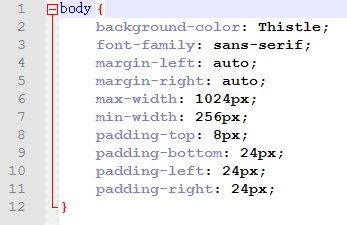 1 body {
2 background-color: Thistle;
3 font-family: sans-serif;
4 margin-left: auto;
5 margin-right: auto;
6 max-width: 1024px;
7 min-width: 256px;
8 padding-top: 8px;
9 padding-bottom: 24px;
10 padding-left: 24px;
11 padding-right: 24px;
12 }